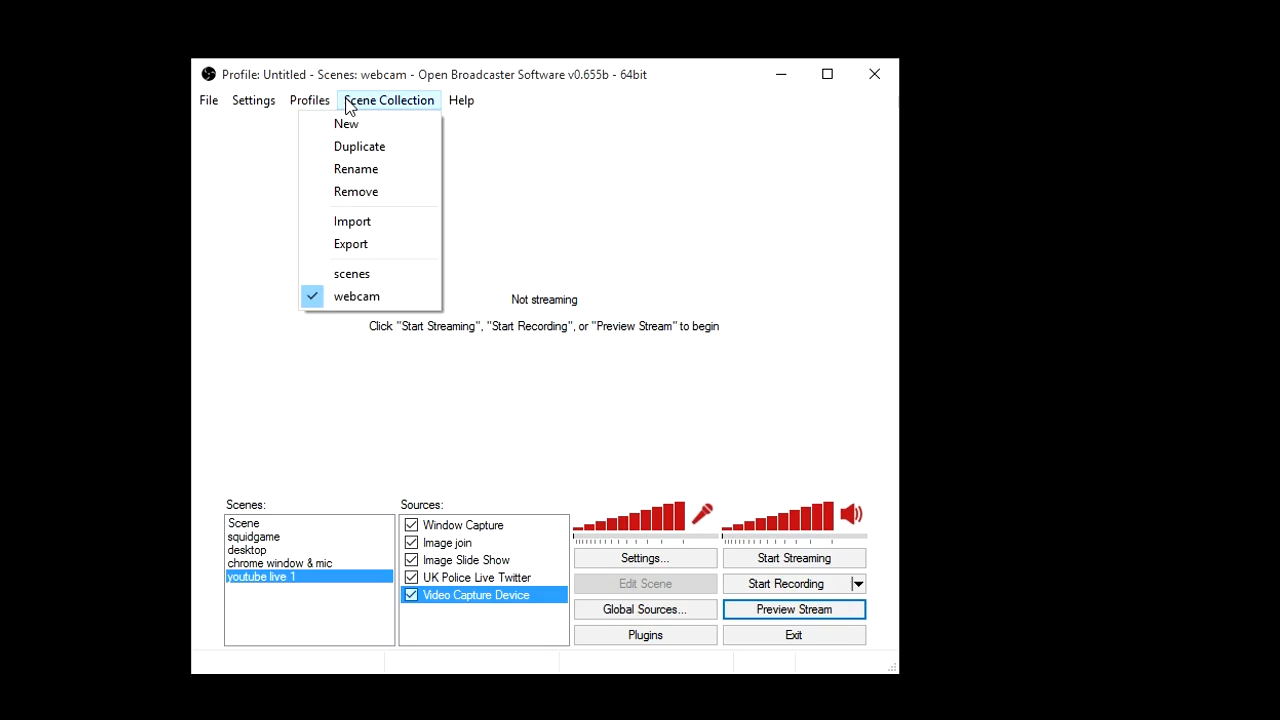 Profile: Untitled - Scenes: webcam - Open Broadcaster Software v0.655b - 64bit
File Settings Profiles Scene Collection Help
New
Duplicate
Rename
Remove
Import
Export
scenes
webcam
Not streaming
Click "Start Streaming", "Start Recording", or "Preview Stream" to begin
Scenes:
Scene
squidgame
desktop
chrome window & mic
youtube live 1
Sources:
Window Capture
Image join
Image Slide Show
UK Police Live Twitter
Video Capture Device
Settings... Start Streaming
Edit Scene Start Recording
Global Sources... Preview Stream
Plugins Exit